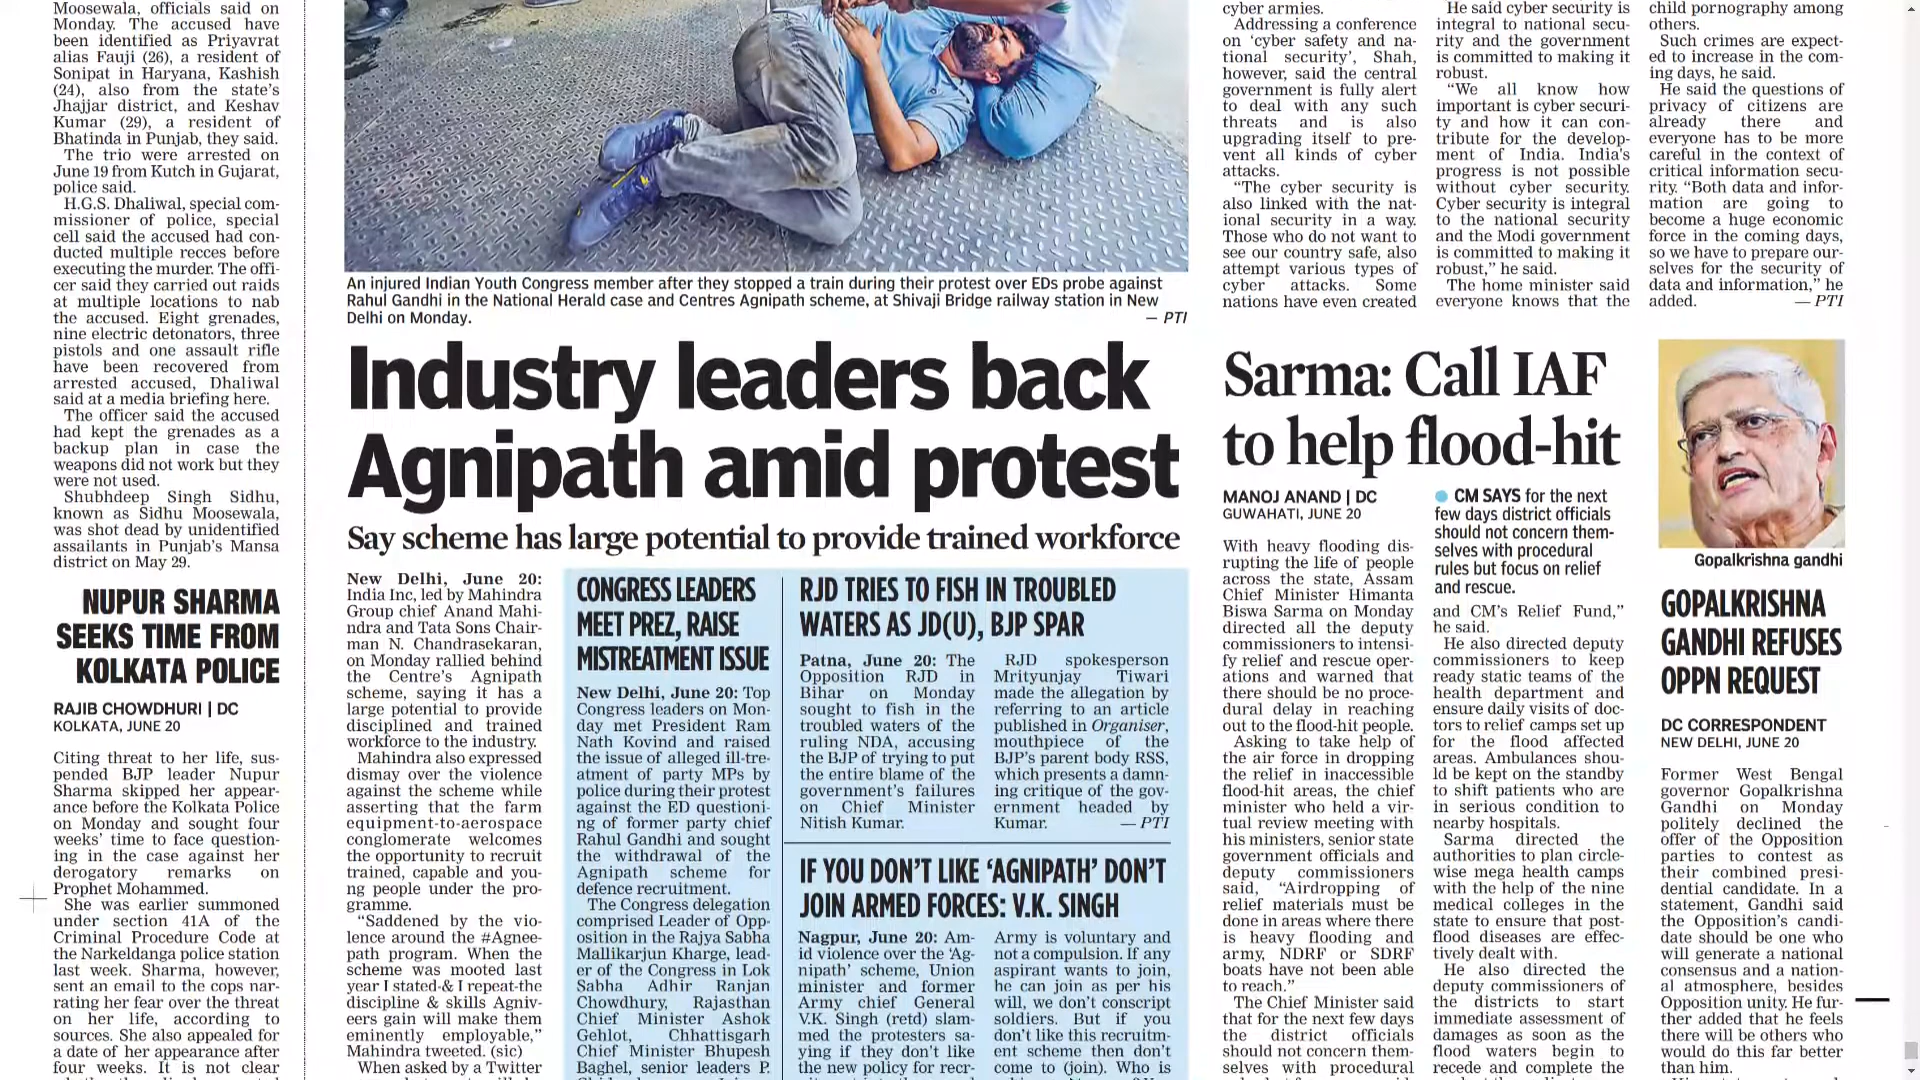 Moosewala, officials said on
Monday. The accused have
been identified as Priyavrat
alias Fauji (26), a resident of
Sonipat in Haryana, Kashish
(24), also from the state's
Jhajjar district, and Keshav
Kumar (29), a resident of
Bhatinda in Punjab, they said.
The trio were arrested on
June 19 from Kutch in Gujarat,
police said.
H.G.S. Dhaliwal, special com-
missioner of police, special
cell said the accused had con-
ducted multiple recces before
executing the murder. The offi-
cer said they carried out raids
at multiple locations to nab
the accused. Eight grenades,
nine electric detonators, three
pistols and one assault rifle
have been recovered from
arrested accused, Dhaliwal
said at a media briefing here.
The officer said the accused
had kept the grenades as a
backup plan in case the
weapons did not work but they
were not used.
Shubhdeep Singh Sidhu,
known as Sidhu Moosewala,
was shot dead by unidentified
assailants in Punjab's Mansa
district on May 29.
NUPUR SHARMA
SEEKS TIME FROM
KOLKATA POLICE
RAJIB CHOWDHURI | DC
KOLKATA, JUNE 20
Citing threat to her life, sus-
pended BJP leader Nupur
Sharma skipped her appear-
ance before the Kolkata Police
on Monday and sought four
weeks' time to face question-
ing in the case against her
derogatory remarks on
Prophet Mohammed.
She was earlier summoned
under section 41A of the
Criminal Procedure Code at
the Narkeldanga police station
last week. Sharma, however,
sent an email to the cops nar-
rating her fear over the threat
on her life, according to
sources. She also appealed for
a date of her appearance after
four weeks. It is not clear
An injured Indian Youth Congress member after they stopped a train during their protest over EDs probe against
Rahul Gandhi in the National Herald case and Centres Agnipath scheme, at Shivaji Bridge railway station in New
Delhi on Monday. — PTI
Industry leaders back
Agnipath amid protest
Say scheme has large potential to provide trained workforce
New Delhi, June 20:
India Inc, led by Mahindra
Group chief Anand Mahi-
ndra and Tata Sons Chair-
man N. Chandrasekaran,
on Monday rallied behind
the Centre's Agnipath
scheme, saying it has a
large potential to provide
disciplined and trained
workforce to the industry.
Mahindra also expressed
dismay over the violence
against the scheme while
asserting that the farm
equipment-to-aerospace
conglomerate welcomes
the opportunity to recruit
trained, capable and you-
ng people under the pro-
gramme.
"Saddened by the vio-
lence around the #Agnee-
path program. When the
scheme was mooted last
year I stated-& I repeat-the
discipline & skills Agniv-
eers gain will make them
eminently employable,"
Mahindra tweeted. (sic)
When asked by a Twitter
CONGRESS LEADERS
MEET PREZ, RAISE
MISTREATMENT ISSUE
New Delhi, June 20: Top
Congress leaders on Mon-
day met President Ram
Nath Kovind and raised
the issue of alleged ill-tre-
atment of party MPs by
police during their protest
against the ED questioni-
ng of former party chief
Rahul Gandhi and sought
the withdrawal of the
Agnipath scheme for
defence recruitment.
The Congress delegation
comprised Leader of Opp-
osition in the Rajya Sabha
Mallikarjun Kharge, lead-
er of the Congress in Lok
Sabha Adhir Ranjan
Chowdhury, Rajasthan
Chief Minister Ashok
Gehlot, Chhattisgarh
Chief Minister Bhupesh
Baghel, senior leaders P.
RJD TRIES TO FISH IN TROUBLED
WATERS AS JD(U), BJP SPAR
Patna, June 20: The
Opposition RJD in
Bihar on Monday
sought to fish in the
troubled waters of the
ruling NDA, accusing
the BJP of trying to put
the entire blame of the
government's failures
on Chief Minister
Nitish Kumar.
RJD spokesperson
Mrityunjay Tiwari
made the allegation by
referring to an article
published in Organiser,
mouthpiece of the
BJP's parent body RSS,
which presents a damn-
ing critique of the gov-
ernment headed by
Kumar. — PTI
IF YOU DON'T LIKE 'AGNIPATH' DON'T
JOIN ARMED FORCES: V.K. SINGH
Nagpur, June 20: Am-
id violence over the 'Ag-
nipath' scheme, Union
minister and former
Army chief General
V.K. Singh (retd) slam-
med the protesters sa-
ying if they don't like
the new policy for recr-
Army is voluntary and
not a compulsion. If any
aspirant wants to join,
he can join as per his
will, we don't conscript
soldiers. But if you
don't like this recruitm-
ent scheme then don't
come to (join). Who is
cyber armies.
Addressing a conference
on 'cyber safety and na-
tional security', Shah,
however, said the central
government is fully alert
to deal with any such
threats and is also
upgrading itself to pre-
vent all kinds of cyber
attacks.
"The cyber security is
also linked with the nat-
ional security in a way.
Those who do not want to
see our country safe, also
attempt various types of
cyber attacks. Some
nations have even created
He said cyber security is
integral to national secu-
rity and the government
is committed to making it
robust.
"We all know how
important is cyber securi-
ty and how it can con-
tribute for the develop-
ment of India. India's
progress is not possible
without cyber security.
Cyber security is integral
to the national security
and the Modi government
is committed to making it
robust," he said.
The home minister said
everyone knows that the
child pornography among
others.
Such crimes are expect-
ed to increase in the com-
ing days, he said.
He said the questions of
privacy of citizens are
already there and
everyone has to be more
careful in the context of
critical information secu-
rity. "Both data and infor-
mation are going to
become a huge economic
force in the coming days,
so we have to prepare our-
selves for the security of
data and information," he
added. — PTI
Sarma: Call IAF
to help flood-hit
MANOJ ANAND | DC
GUWAHATI, JUNE 20
With heavy flooding dis-
rupting the life of people
across the state, Assam
Chief Minister Himanta
Biswa Sarma on Monday
directed all the deputy
commissioners to intensi-
fy relief and rescue oper-
ations and warned that
there should be no proce-
dural delay in reaching
out to the flood-hit people.
Asking to take help of
the air force in dropping
the relief in inaccessible
flood-hit areas, the chief
minister who held a vir-
tual review meeting with
his ministers, senior state
government officials and
deputy commissioners
said, "Airdropping of
relief materials must be
done in areas where there
is heavy flooding and
army, NDRF or SDRF
boats have not been able
to reach."
The Chief Minister said
that for the next few days
the district officials
should not concern them-
selves with procedural
CM SAYS for the next
few days district officials
should not concern them-
selves with procedural
rules but focus on relief
and rescue.
and CM's Relief Fund,"
he said.
He also directed deputy
commissioners to keep
ready static teams of the
health department and
ensure daily visits of doc-
tors to relief camps set up
for the flood affected
areas. Ambulances shou-
ld be kept on the standby
to shift patients who are
in serious condition to
nearby hospitals.
Sarma directed the
authorities to plan circle-
wise mega health camps
with the help of the nine
medical colleges in the
state to ensure that post-
flood diseases are effec-
tively dealt with.
He also directed the
deputy commissioners of
the districts to start
immediate assessment of
damages as soon as the
flood waters begin to
recede and complete the
Gopalkrishna gandhi
GOPALKRISHNA
GANDHI REFUSES
OPPN REQUEST
DC CORRESPONDENT
NEW DELHI, JUNE 20
Former West Bengal
governor Gopalkrishna
Gandhi on Monday
politely declined the
offer of the Opposition
parties to contest as
their combined presi-
dential candidate. In a
statement, Gandhi said
the Opposition's candi-
date should be one who
will generate a national
consensus and a nation-
al atmosphere, besides
Opposition unity. He fur-
ther added that he feels
there will be others who
would do this far better
than him.